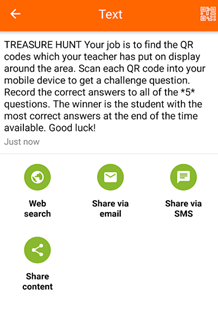 Text
TREASURE HUNT Your job is to find the QR
codes which your teacher has put on display
around the area. Scan each QR code into your
mobile device to get a challenge question.
Record the correct answers to all of the *5*
questions. The winner is the student with the
most correct answers at the end of the time
available. Good luck!
Just now
Web
search
Share via
email
Share via
SMS
Share
content